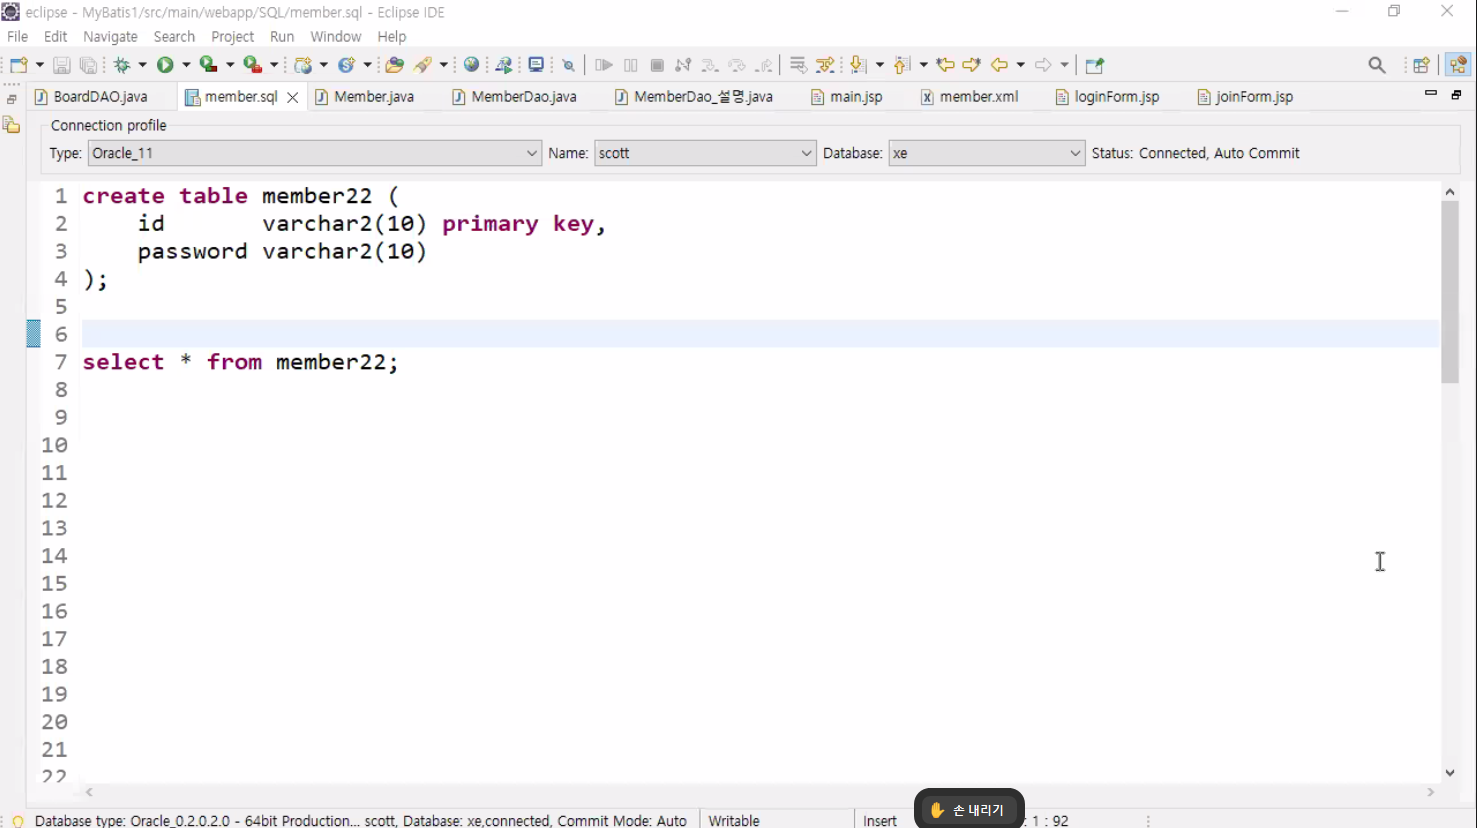 eclipse - MyBatis1/src/main/webapp/SQL/member.sql - Eclipse IDE
File Edit Navigate Search Project Run Window Help
BoardDAO.java member.sql Member.java MemberDao.java MemberDao_설명.java main.jsp member.xml loginForm.jsp joinForm.jsp
Connection profile
Type: Oracle_11 Name: scott Database: xe Status: Connected, Auto Commit
1 create table member22 (
2 id varchar2(10) primary key,
3 password varchar2(10)
4 );
5
6
7 select * from member22;
8
9
10
11
12
13
14
15
16
17
18
19
20
21
22
✋ 손 내리기
Database type: Oracle_0.2.0.2.0 - 64bit Production... scott, Database: xe,connected, Commit Mode: Auto Writable Insert : 1 : 92